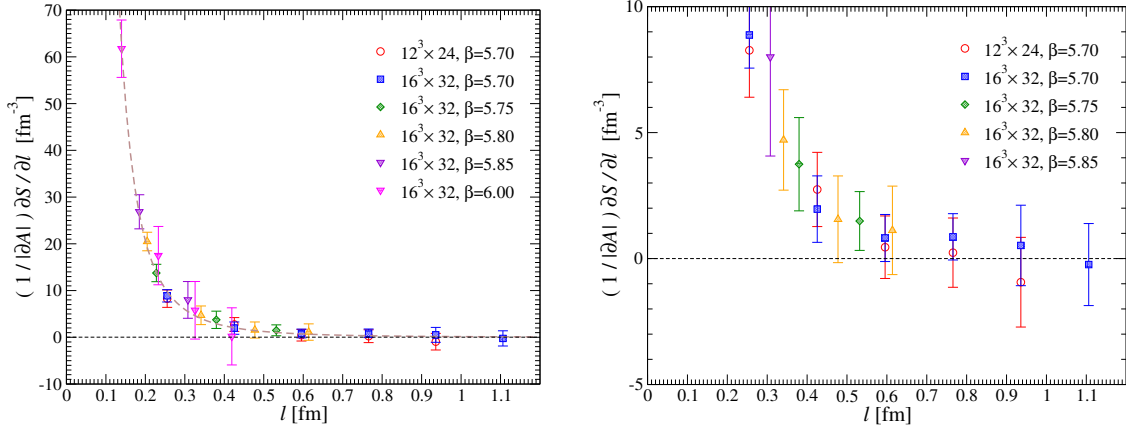 ( 1 / |∂A| ) ∂S / ∂l [fm⁻³]
70
60
50
40
30
20
10
0
-10
12³×24, β=5.70
16³×32, β=5.70
16³×32, β=5.75
16³×32, β=5.80
16³×32, β=5.85
16³×32, β=6.00
0 0.1 0.2 0.3 0.4 0.5 0.6 0.7 0.8 0.9 1 1.1
l [fm]
( 1 / |∂A| ) ∂S / ∂l [fm⁻³]
10
5
0
-5
12³×24, β=5.70
16³×32, β=5.70
16³×32, β=5.75
16³×32, β=5.80
16³×32, β=5.85
0 0.1 0.2 0.3 0.4 0.5 0.6 0.7 0.8 0.9 1 1.1
l [fm]